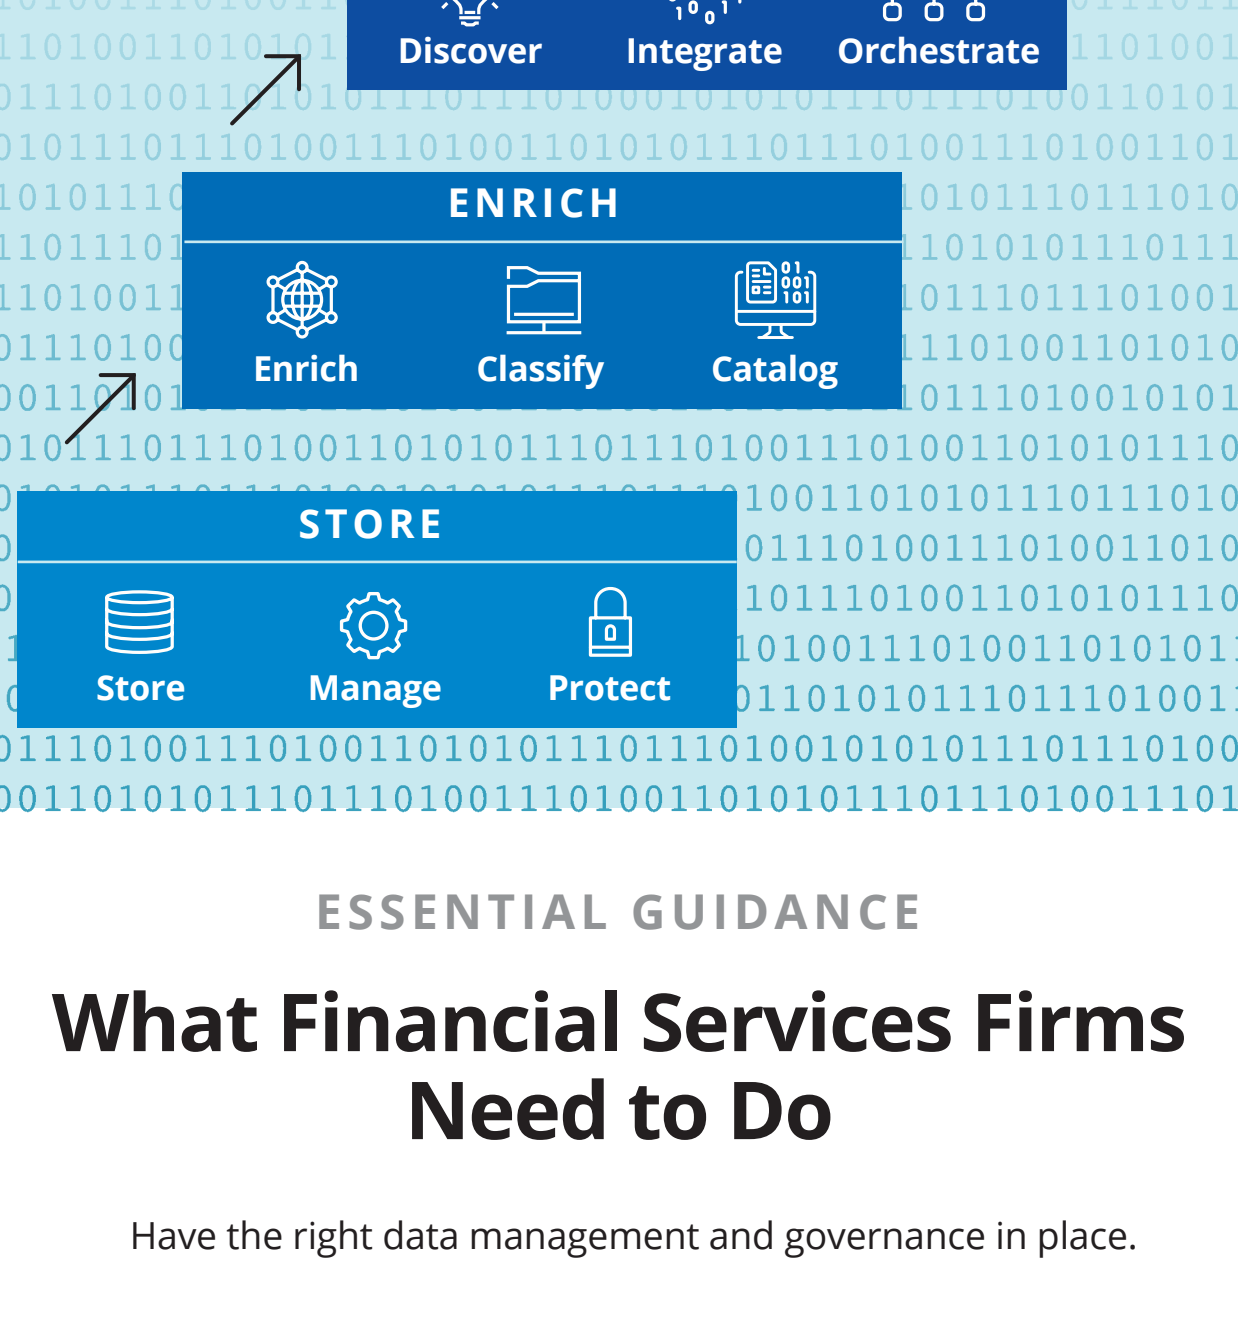 Discover Integrate Orchestrate
ENRICH
Enrich Classify Catalog
STORE
Store Manage Protect
ESSENTIAL GUIDANCE
What Financial Services Firms
Need to Do
Have the right data management and governance in place.